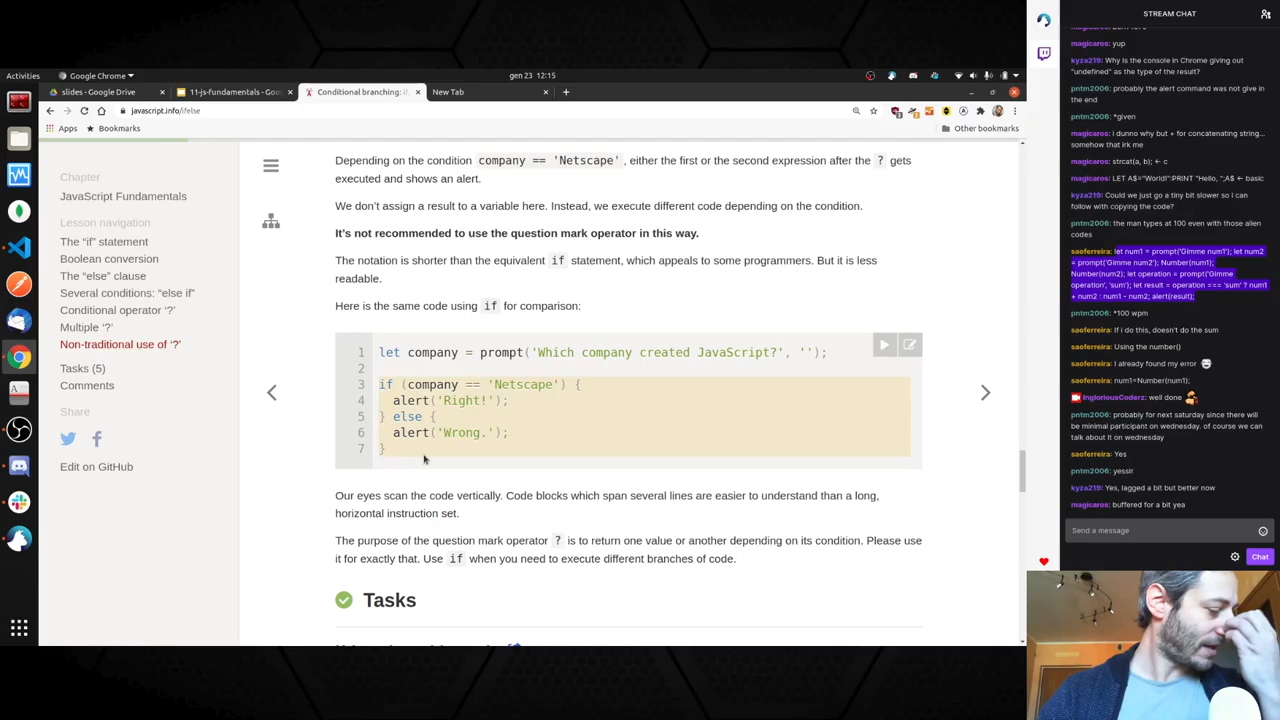 Activities
Google Chrome
gen 23 12:15
slides - Google Drive
11-js-fundamentals - Goo
Conditional branching: if,
New Tab
javascript.info/ifelse
Apps
Bookmarks
Other bookmarks
Chapter
JavaScript Fundamentals
Lesson navigation
The “if” statement
Boolean conversion
The “else” clause
Several conditions: “else if”
Conditional operator ‘?’
Multiple ‘?’
Non-traditional use of ‘?’
Tasks (5)
Comments
Share
Edit on GitHub
Depending on the condition company == 'Netscape' , either the first or the second expression after the ? gets
executed and shows an alert.
We don’t assign a result to a variable here. Instead, we execute different code depending on the condition.
It’s not recommended to use the question mark operator in this way.
The notation is shorter than the equivalent if statement, which appeals to some programmers. But it is less
readable.
Here is the same code using if for comparison:
1 let company = prompt('Which company created JavaScript?', '');
2
3 if (company == 'Netscape') {
4 alert('Right!');
5 } else {
6 alert('Wrong.');
7 }
Our eyes scan the code vertically. Code blocks which span several lines are easier to understand than a long,
horizontal instruction set.
The purpose of the question mark operator ? is to return one value or another depending on its condition. Please use
it for exactly that. Use if when you need to execute different branches of code.
Tasks
STREAM CHAT
magicaros: yup
kyza219: Why is the console in Chrome giving out
"undefined" as the type of the result?
pntm2006: probably the alert command was not give in
the end
pntm2006: *given
magicaros: i dunno why but + for concatenating string...
somehow that irk me
magicaros: strcat(a, b); <- c
magicaros: LET A$="World!":PRINT "Hello, ";A$ <- basic
kyza219: Could we just go a tiny bit slower so i can
follow with copying the code?
pntm2006: the man types at 100 even with those alien
codes
saoferreira: let num1 = prompt('Gimme num1'); let num2
= prompt('Gimme num2'); Number(num1);
Number(num2); let operation = prompt('Gimme
operation', 'sum'); let result = operation === 'sum' ? num1
+ num2 : num1 - num2; alert(result);
pntm2006: *100 wpm
saoferreira: If i do this, doesn't do the sum
saoferreira: Using the number()
saoferreira: I already found my error
saoferreira: num1=Number(num1);
IngloriousCoderz: well done
pntm2006: probably for next saturday since there will
be minimal participant on wednesday. of course we can
talk about It on wednesday
saoferreira: Yes
pntm2006: yessir
kyza219: Yes, lagged a bit but better now
magicaros: buffered for a bit yea
Send a message
Chat